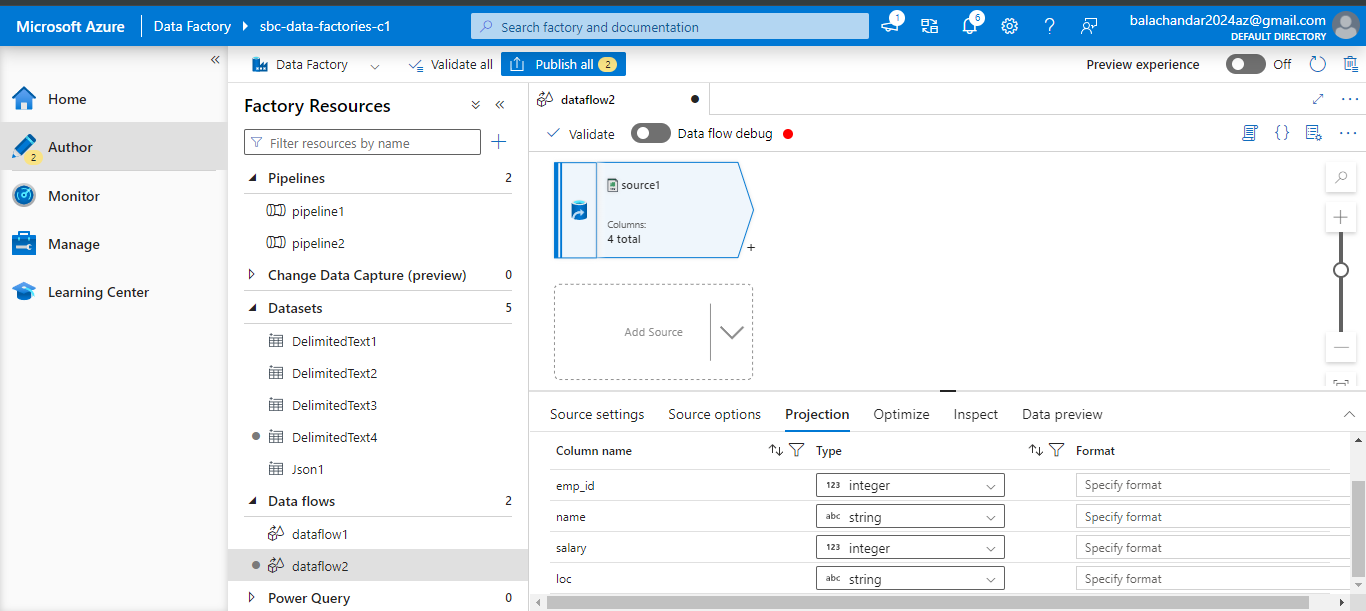 Microsoft Azure Data Factory sbc-data-factories-c1 Search factory and documentation 1 6 balachandar2024az@gmail.com
DEFAULT DIRECTORY
Data Factory Validate all Publish all 2 Preview experience Off
Home
Author
2
Monitor
Manage
Learning Center
Factory Resources
Filter resources by name
Pipelines 2
pipeline1
pipeline2
Change Data Capture (preview) 0
Datasets 5
DelimitedText1
DelimitedText2
DelimitedText3
DelimitedText4
Json1
Data flows 2
dataflow1
dataflow2
Power Query 0
dataflow2
Validate Data flow debug
source1
Columns:
4 total
+
Add Source
Source settings Source options Projection Optimize Inspect Data preview
Column name Type Format
emp_id 123 integer Specify format
name abc string Specify format
salary 123 integer Specify format
loc abc string Specify format